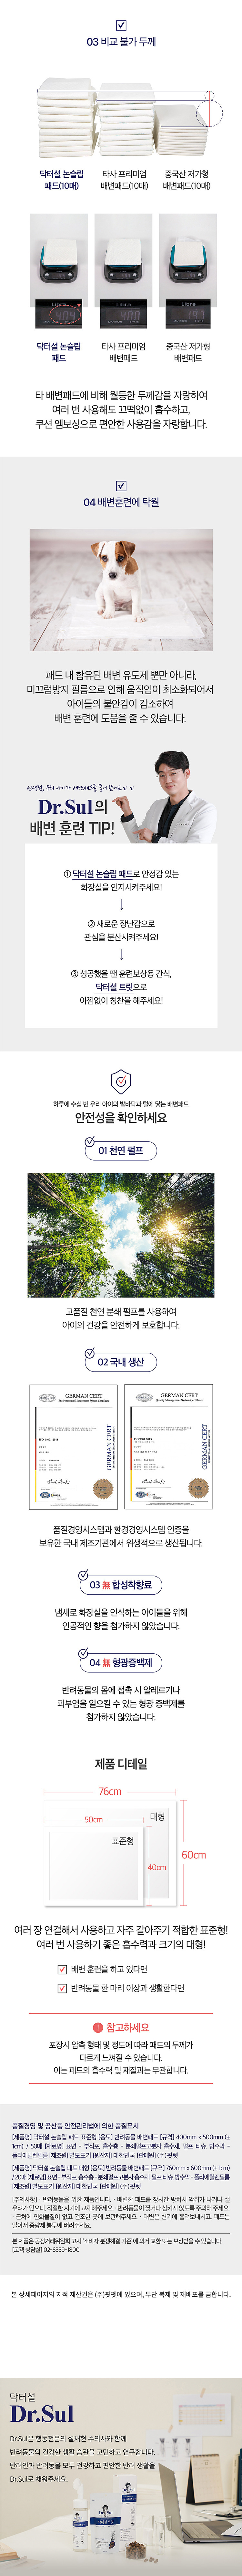 03 비교 불가 두께
닥터설 논슬립
패드(10매)
타사 프리미엄
배변패드(10매)
중국산 저가형
배변패드(10매)
Libra
Libra
Libra
닥터설 논슬립
패드
타사 프리미엄
배변패드
중국산 저가형
배변패드
타 배변패드에 비해 월등한 두께감을 자랑하여
여러 번 사용해도 끄떡없이 흡수하고,
쿠션 엠보싱으로 편안한 사용감을 자랑합니다.
04 배변훈련에 탁월
패드 내 함유된 배변 유도제 뿐만 아니라,
미끄럼방지 필름으로 인해 움직임이 최소화되어서
아이들의 불안감이 감소하여
배변 훈련에 도움을 줄 수 있습니다.
Dr.Sul의
배변 훈련 TIP!
① 닥터설 논슬립 패드로 안정감 있는
화장실을 인지시켜주세요!
② 새로운 장난감으로
관심을 분산시켜주세요!
③ 성공했을 땐 훈련보상용 간식,
닥터설 트릿으로
아낌없이 칭찬을 해주세요!
하루에 수십 번 우리 아이의 발바닥과 털에 닿는 배변패드
안전성을 확인하세요
01 천연 펄프
고품질 천연 분쇄 펄프를 사용하여
아이의 건강을 안전하게 보호합니다.
02 국내 생산
GERMAN CERT
GERMAN CERT
품질경영시스템과 환경경영시스템 인증을
보유한 국내 제조기관에서 위생적으로 생산됩니다.
03 無 합성착향료
냄새로 화장실을 인식하는 아이들을 위해
인공적인 향을 첨가하지 않았습니다.
04 無 형광증백제
반려동물의 몸에 접촉 시 알레르기나
피부염을 일으킬 수 있는 형광 증백제를
첨가하지 않았습니다.
제품 디테일
76cm
50cm
대형
표준형
40cm
60cm
여러 장 연결해서 사용하고 자주 갈아주기 적합한 표준형!
여러 번 사용하기 좋은 흡수력과 크기의 대형!
배변 훈련을 하고 있다면
반려동물 한 마리 이상과 생활한다면
참고하세요
포장시 압축 형태 및 정도에 따라 패드의 두께가
다르게 느껴질 수 있습니다.
이는 패드의 흡수력 및 재질과는 무관합니다.
품질경영 및 공산품 안전관리법에 의한 품질표시
[제품명] 닥터설 논슬립 패드 표준형 [용도] 반려동물 배변패드 [규격] 400mm x 500mm (±
1cm) / 50매 [재료명] 표면 - 부직포, 흡수층 - 분쇄펄프고분자 흡수체, 펄프 티슈, 방수막 -
폴리에틸렌필름 [제조원] 별도표기 [원산지] 대한민국 [판매원] (주)핏펫
[제품명] 닥터설 논슬립 패드 대형 [용도] 반려동물 배변패드 [규격] 760mm x 600mm (± 1cm)
/ 20매 [재료명] 표면 - 부직포, 흡수층 - 분쇄펄프고분자 흡수체, 펄프 티슈, 방수막 - 폴리에틸렌필름
[제조원] 별도표기 [원산지] 대한민국 [판매원] (주)핏펫
[주의사항] · 반려동물을 위한 제품입니다. · 배변한 패드를 장시간 방치시 악취가 나거나 샐
우려가 있으니, 적절한 시기에 교체해주세요. · 반려동물이 찢거나 삼키지 않도록 주의해 주세요.
· 근처에 인화물질이 없고 건조한 곳에 보관해주세요. · 대변은 변기에 흘려보내시고, 패드는
말아서 종량제 봉투에 버려주세요.
본 제품은 공정거래위원회 고시 '소비자 분쟁해결 기준'에 의거 교환 또는 보상받을 수 있습니다.
[고객 상담실] 02-6339-1800
본 상세페이지의 지적 재산권은 (주)핏펫에 있으며, 무단 복제 및 재배포를 금합니다.
닥터설
Dr.Sul
Dr.Sul은 행동전문의 설채현 수의사와 함께
반려동물의 건강한 생활 습관을 고민하고 연구합니다.
반려인과 반려동물 모두 건강하고 편안한 반려 생활을
Dr.Sul로 채워주세요.